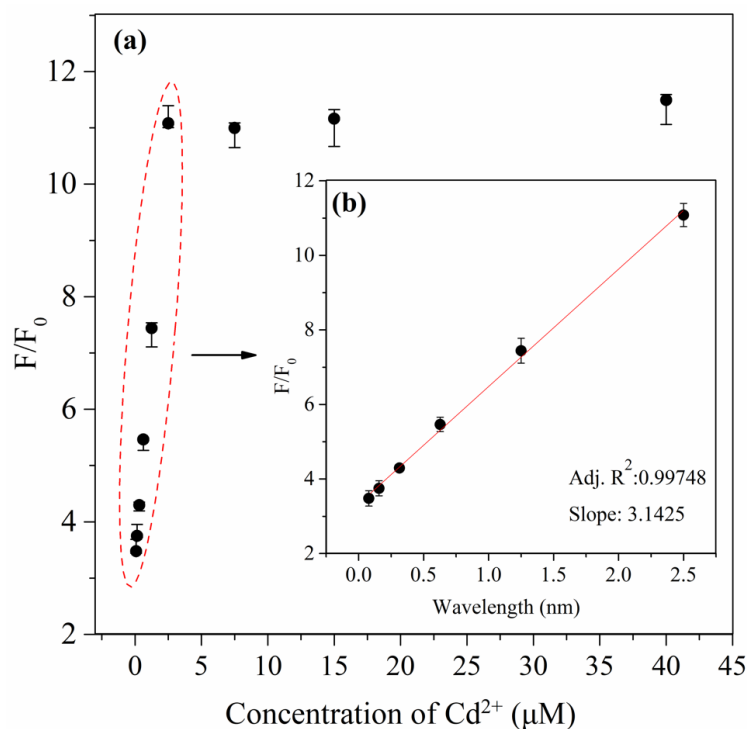 (a)
12
10
8
6
4
2
F/F₀
0 5 10 15 20 25 30 35 40 45
Concentration of Cd²⁺ (μM)
(b)
12
10
8
6
4
2
F/F₀
Adj. R²:0.99748
Slope: 3.1425
0.0 0.5 1.0 1.5 2.0 2.5
Wavelength (nm)